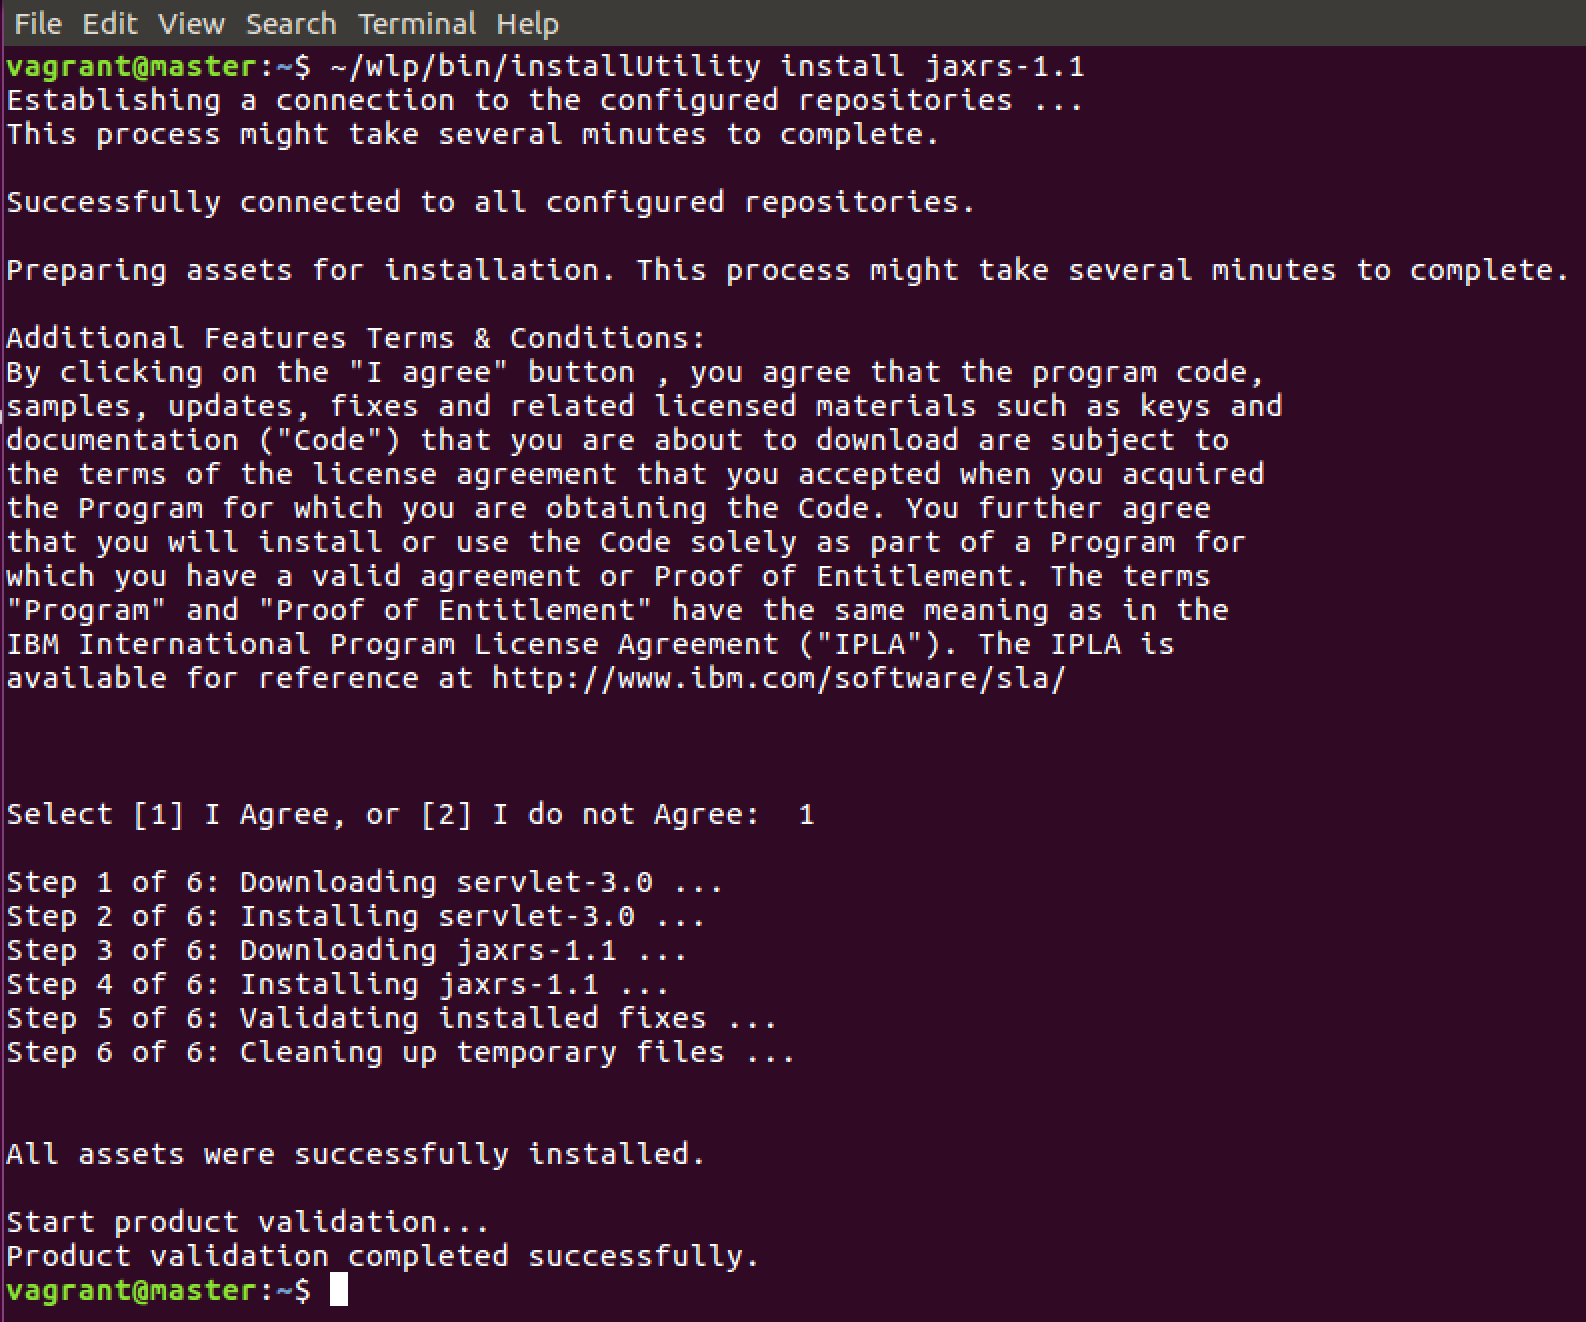 File Edit View Search Terminal Help
vagrant@master:~$ ~/wlp/bin/installUtility install jaxrs-1.1
Establishing a connection to the configured repositories ...
This process might take several minutes to complete.
Successfully connected to all configured repositories.
Preparing assets for installation. This process might take several minutes to complete.
Additional Features Terms & Conditions:
By clicking on the "I agree" button , you agree that the program code,
samples, updates, fixes and related licensed materials such as keys and
documentation ("Code") that you are about to download are subject to
the terms of the license agreement that you accepted when you acquired
the Program for which you are obtaining the Code. You further agree
that you will install or use the Code solely as part of a Program for
which you have a valid agreement or Proof of Entitlement. The terms
"Program" and "Proof of Entitlement" have the same meaning as in the
IBM International Program License Agreement ("IPLA"). The IPLA is
available for reference at http://www.ibm.com/software/sla/
Select [1] I Agree, or [2] I do not Agree:  1
Step 1 of 6: Downloading servlet-3.0 ...
Step 2 of 6: Installing servlet-3.0 ...
Step 3 of 6: Downloading jaxrs-1.1 ...
Step 4 of 6: Installing jaxrs-1.1 ...
Step 5 of 6: Validating installed fixes ...
Step 6 of 6: Cleaning up temporary files ...
All assets were successfully installed.
Start product validation...
Product validation completed successfully.
vagrant@master:~$